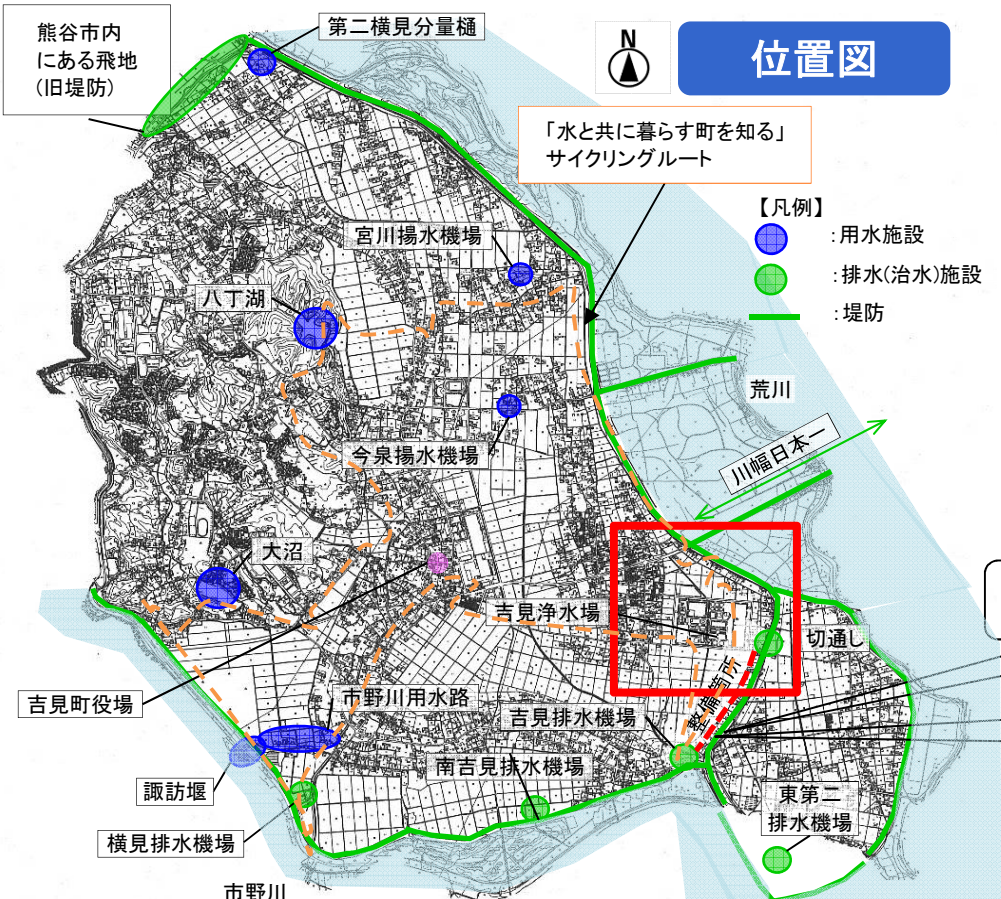 熊谷市内
にある飛地
(旧堤防)
第二横見分量樋
N
位置図
「水と共に暮らす町を知る」
サイクリングルート
【凡例】
:用水施設
:排水(治水)施設
:堤防
宮川揚水機場
八丁湖
荒川
今泉揚水機場
川幅日本一
大沼
吉見浄水場
切通し
整備箇所
吉見町役場
市野川用水路
吉見排水機場
南吉見排水機場
諏訪堰
東第二
排水機場
横見排水機場
市野川